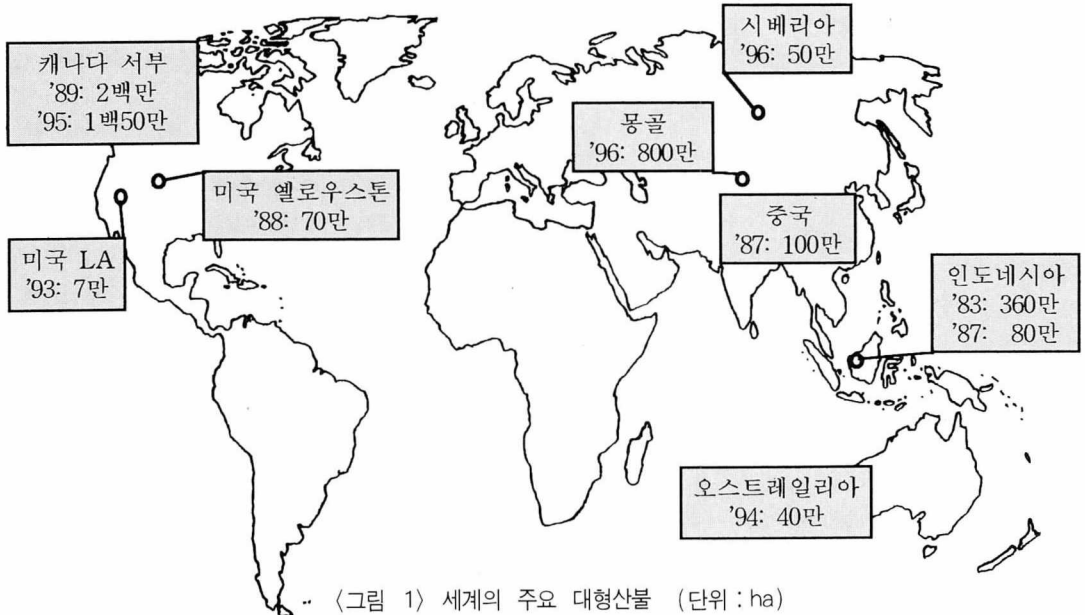 캐나다 서부
'89: 2백만
'95: 1백50만
시베리아
'96: 50만
몽골
'96: 800만
미국 옐로우스톤
'88: 70만
중국
'87: 100만
미국 LA
'93: 7만
인도네시아
'83: 360만
'87: 80만
오스트레일리아
'94: 40만
〈그림 1〉 세계의 주요 대형산불 (단위 : ha)